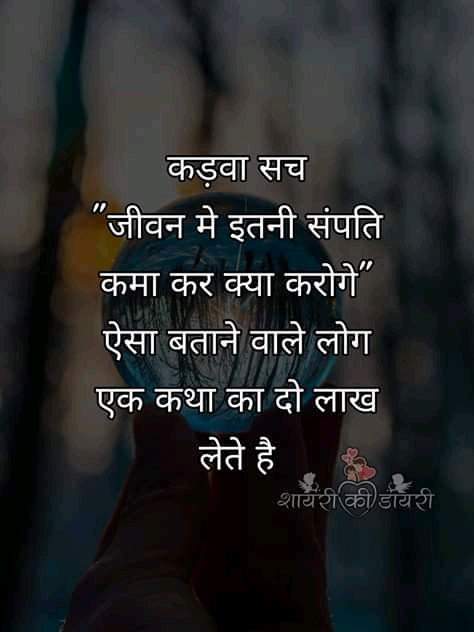 कड़वा सच
"जीवन मे इतनी संपति
कमा कर क्या करोगे"
ऐसा बताने वाले लोग
एक कथा का दो लाख
लेते है
शायरी की डायरी